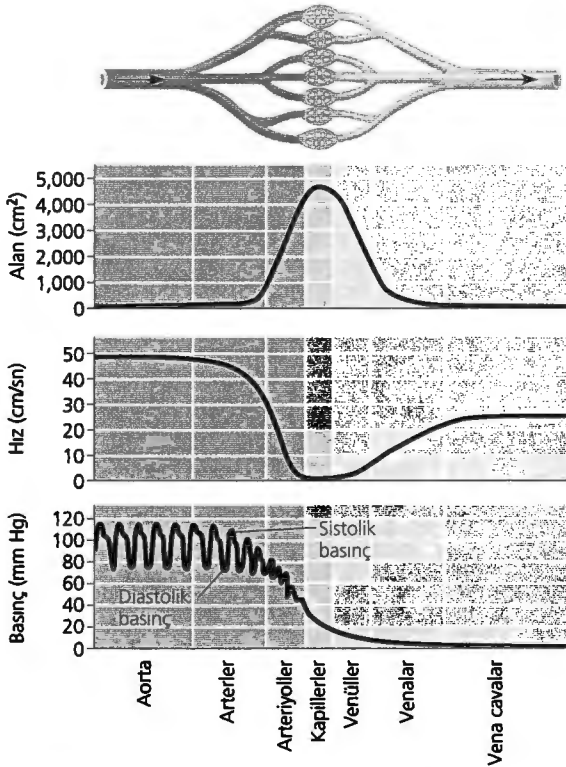 Alan (cm²)
5,000
4,000
3,000
2,000
1,000
0
Hız (cm/sn)
50
40
30
20
10
0
Basınç (mm Hg)
120
100
80
60
40
20
0
Sistolik
basınç
Diastolik
basınç
Aorta
Arterler
Arteriyoller
Kapillerler
Venüller
Venalar
Vena cavalar